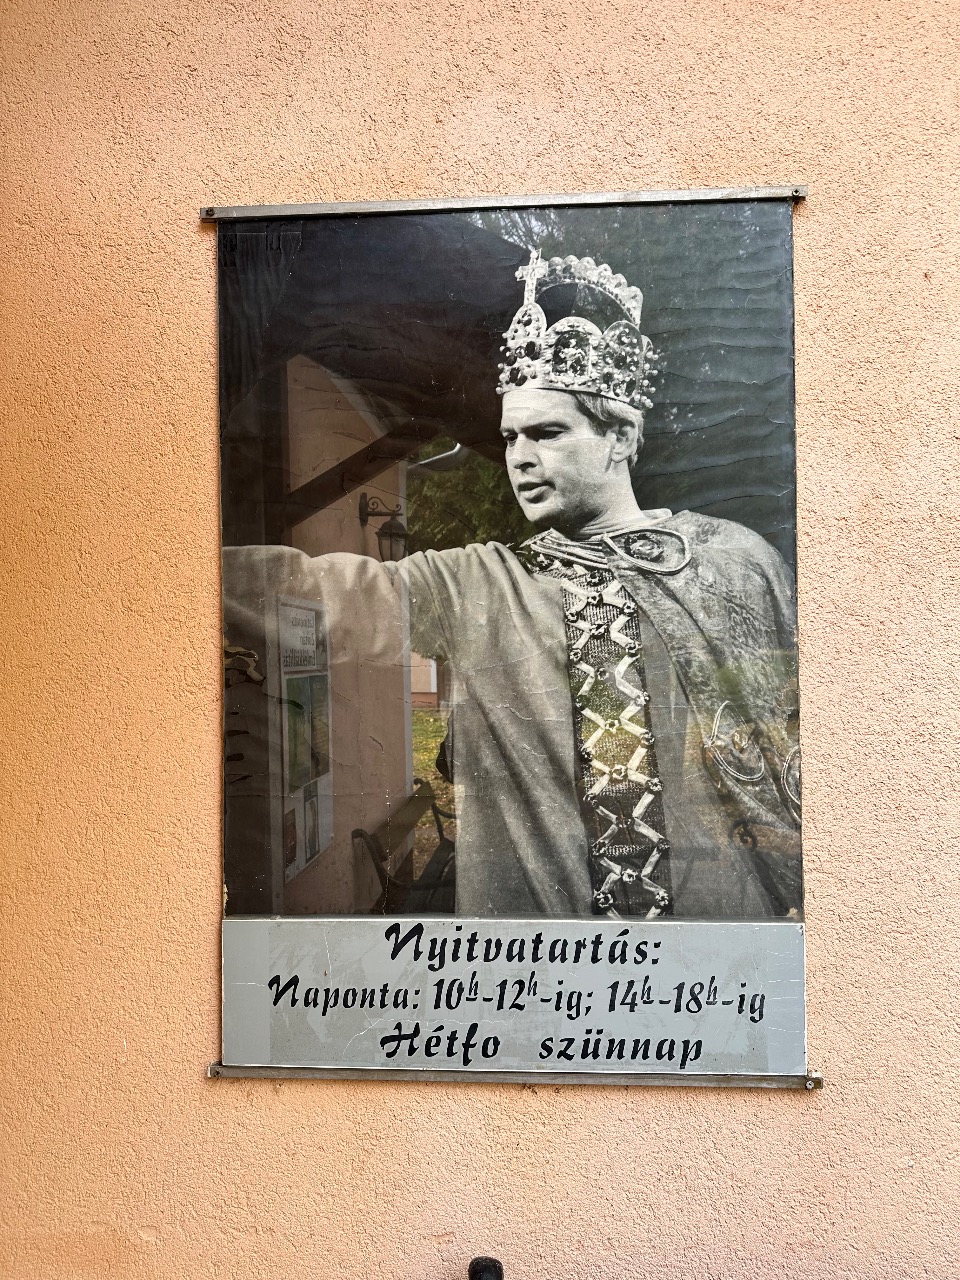 Nyitvatartás:
Naponta: 10h-12h-ig; 14h-18h-ig
Hétfo szünnap